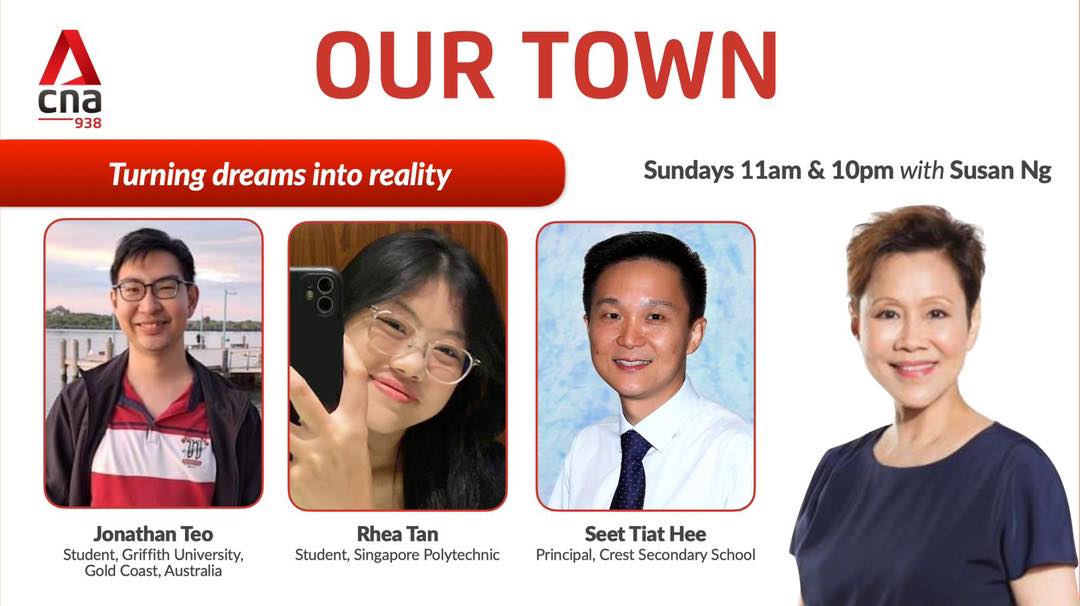 cna
938
OUR TOWN
Turning dreams into reality
Sundays 11am & 10pm with Susan Ng
Jonathan Teo
Student, Griffith University,
Gold Coast, Australia
Rhea Tan
Student, Singapore Polytechnic
Seet Tiat Hee
Principal, Crest Secondary School